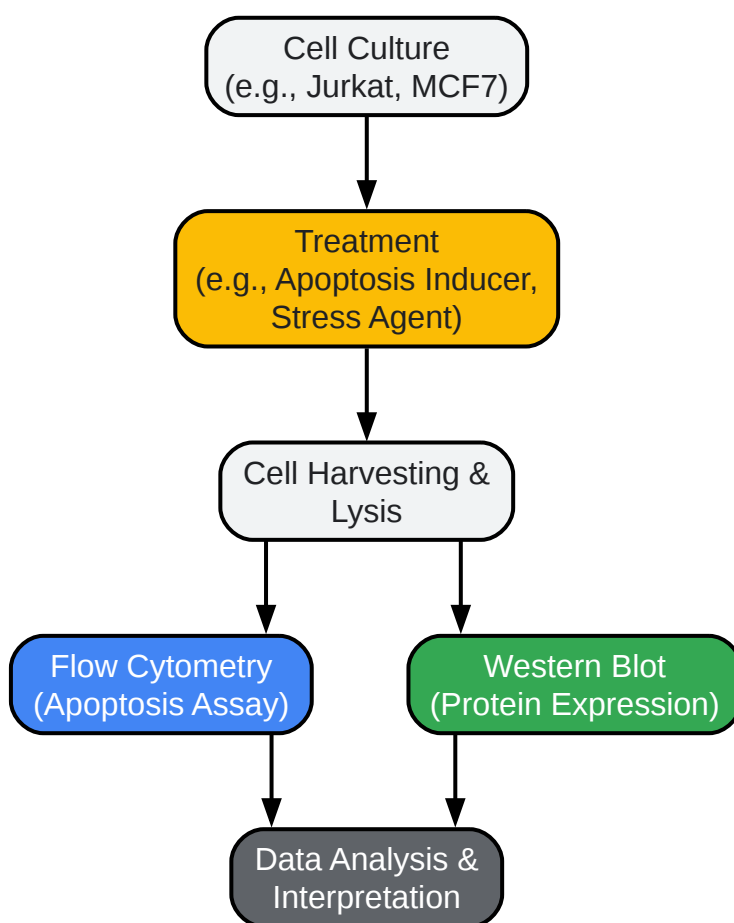 Cell Culture
(e.g., Jurkat, MCF7)
Treatment
(e.g., Apoptosis Inducer,
Stress Agent)
Cell Harvesting &
Lysis
Flow Cytometry
(Apoptosis Assay)
Western Blot
(Protein Expression)
Data Analysis &
Interpretation